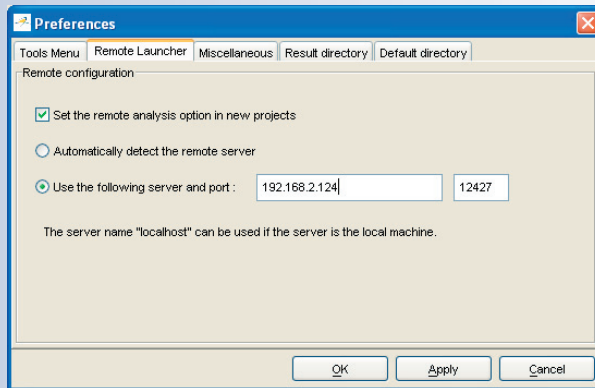 Preferences
Tools Menu Remote Launcher Miscellaneous Result directory Default directory
Remote configuration
Set the remote analysis option in new projects
Automatically detect the remote server
Use the following server and port : 192.168.2.124 12427
The server name "localhost" can be used if the server is the local machine.
OK Apply Cancel